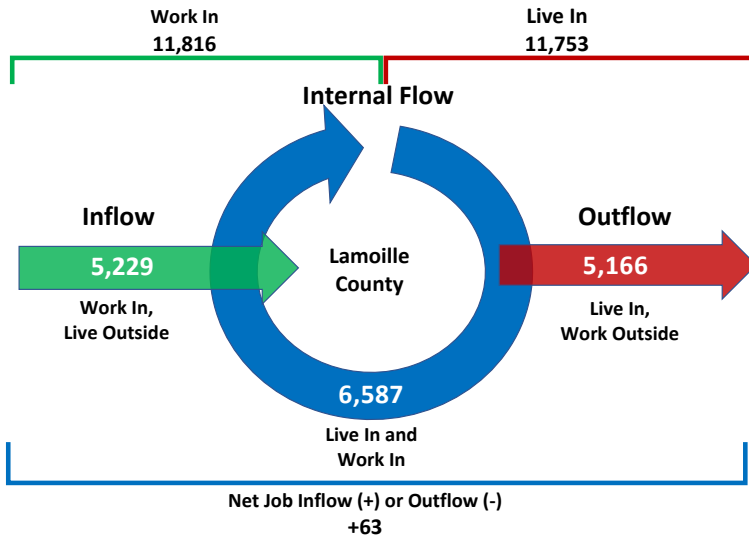 Work In
11,816
Live In
11,753
Internal Flow
Inflow
Outflow
5,229
Lamoille
County
5,166
Work In,
Live Outside
Live In,
Work Outside
6,587
Live In and
Work In
Net Job Inflow (+) or Outflow (-)
+63